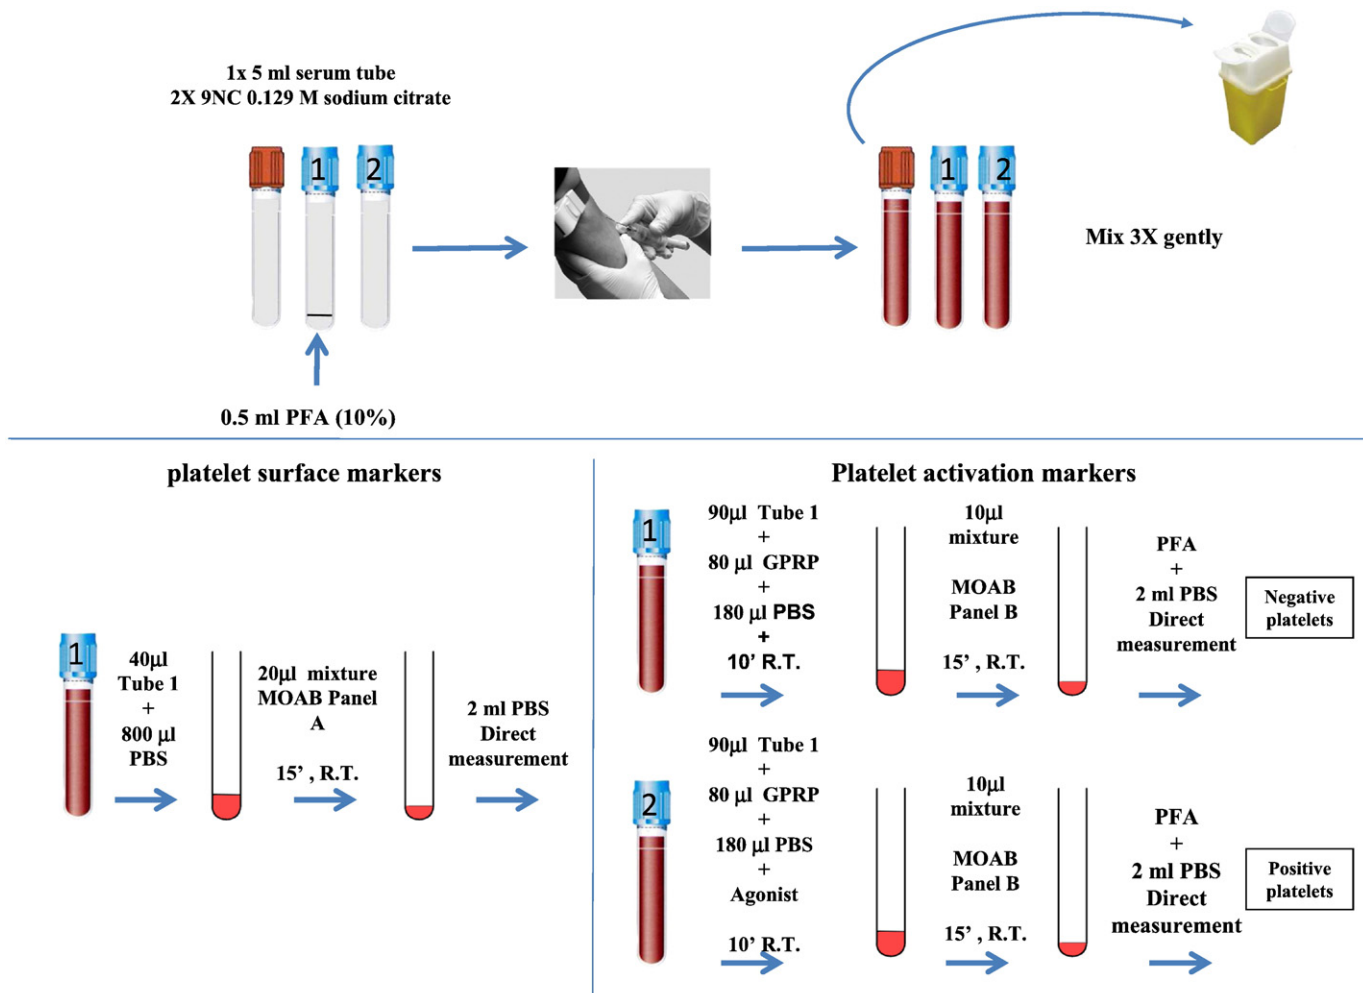 1x 5 ml serum tube
2X 9NC 0.129 M sodium citrate
1
2
1
2
Mix 3X gently
0.5 ml PFA (10%)
platelet surface markers
1
40µl
Tube 1
+
800 µl
PBS
20µl mixture
MOAB Panel
A
15’ , R.T.
2 ml PBS
Direct
measurement
Platelet activation markers
1
90µl Tube 1
+
80 µl GPRP
+
180 µl PBS
+
10’ R.T.
10µl
mixture
MOAB
Panel B
15’ , R.T.
PFA
+
2 ml PBS
Direct
measurement
Negative
platelets
2
90µl Tube 1
+
80 µl GPRP
+
180 µl PBS
+
Agonist
10’ R.T.
10µl
mixture
MOAB
Panel B
15’ , R.T.
PFA
+
2 ml PBS
Direct
measurement
Positive
platelets